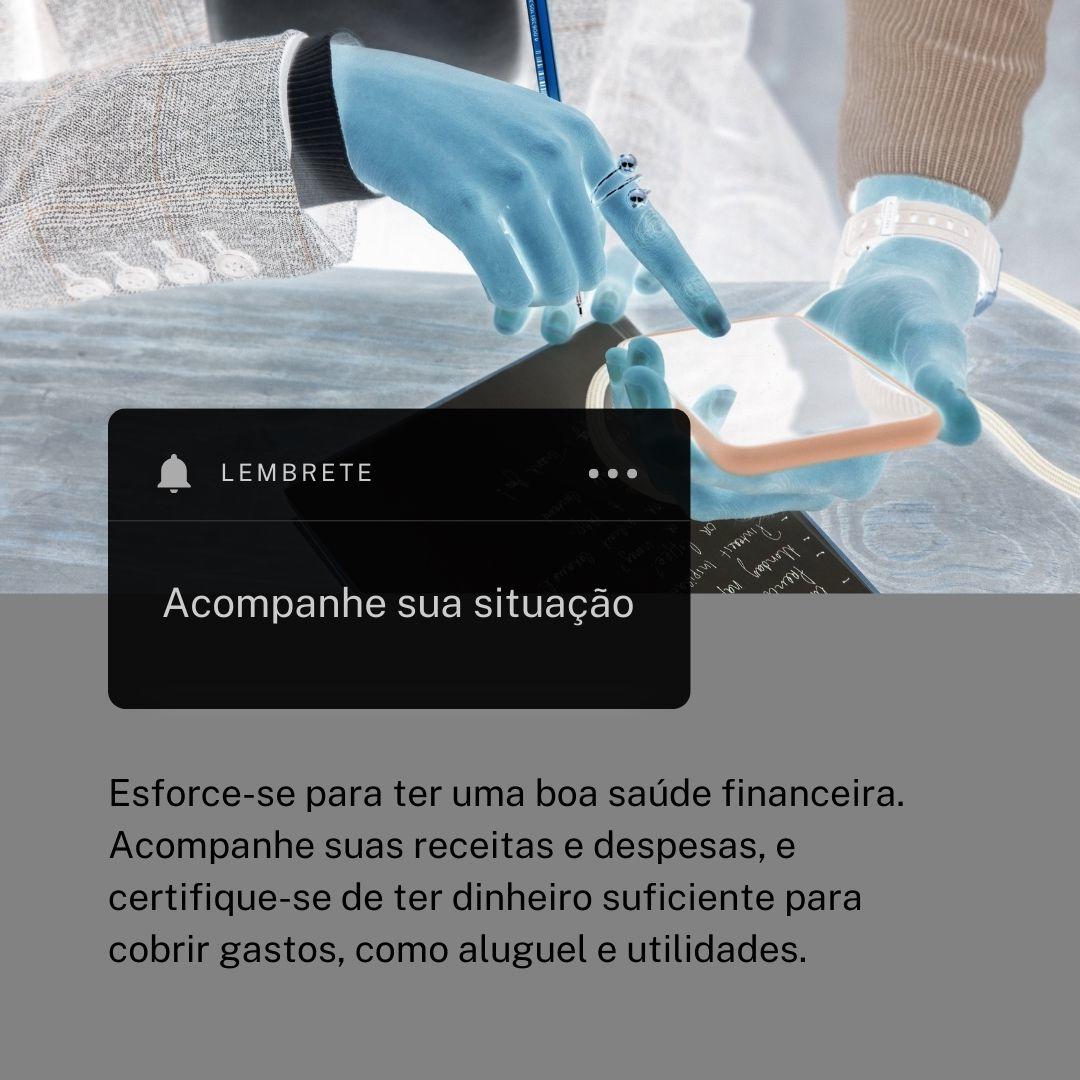 LEMBRETE
Acompanhe sua situação
Esforce-se para ter uma boa saúde financeira.
Acompanhe suas receitas e despesas, e
certifique-se de ter dinheiro suficiente para
cobrir gastos, como aluguel e utilidades.